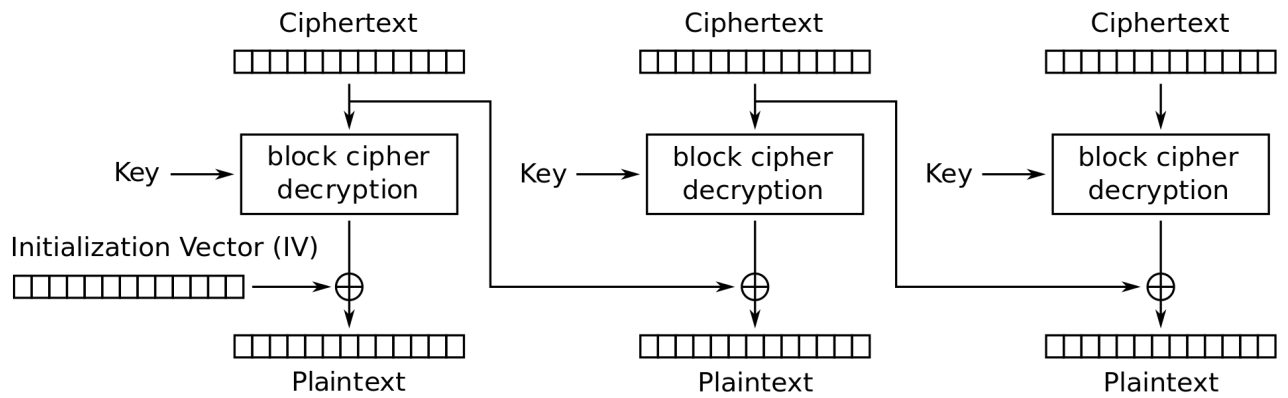 Ciphertext
Ciphertext
Ciphertext
Key
block cipher
decryption
Key
block cipher
decryption
Key
block cipher
decryption
Initialization Vector (IV)
Plaintext
Plaintext
Plaintext